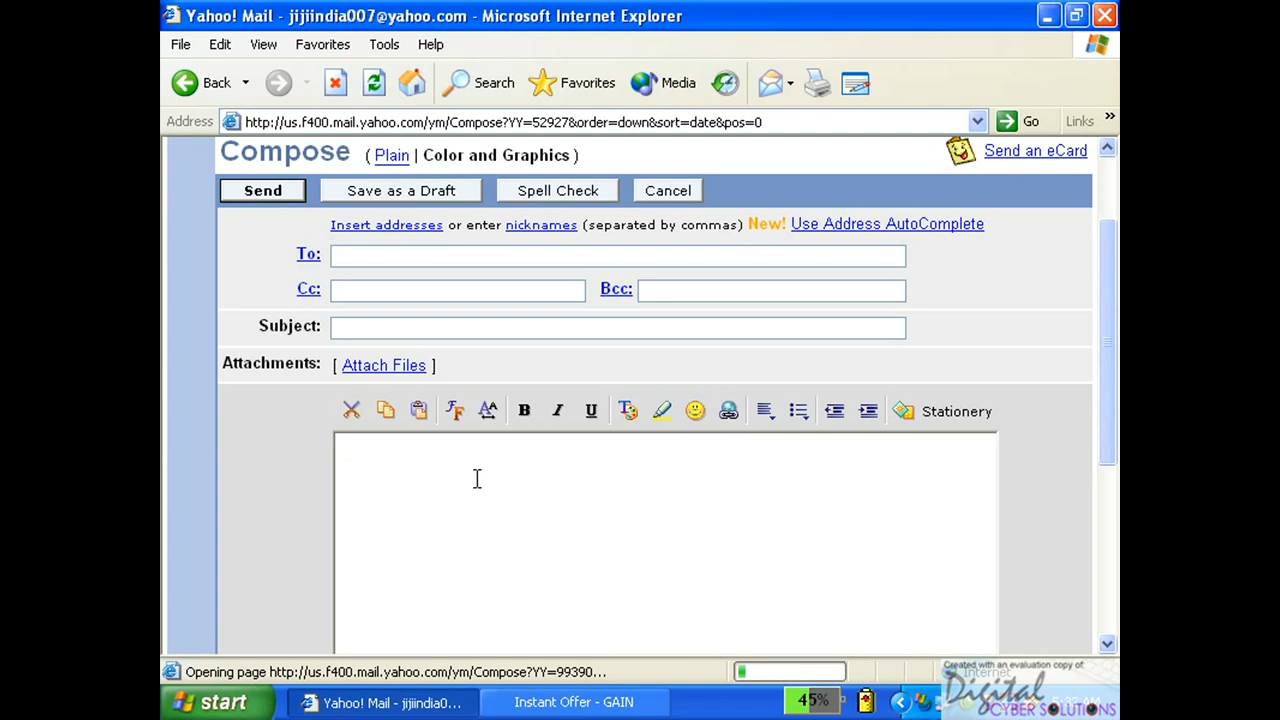 Yahoo! Mail - jijiindia007@yahoo.com - Microsoft Internet Explorer
File Edit View Favorites Tools Help
Back Search Favorites Media
Address http://us.f400.mail.yahoo.com/ym/Compose?YY=52927&order=down&sort=date&pos=0 Go Links »
Compose ( Plain | Color and Graphics ) Send an eCard
Send Save as a Draft Spell Check Cancel
Insert addresses or enter nicknames (separated by commas) New! Use Address AutoComplete
To:
Cc: Bcc:
Subject:
Attachments: [ Attach Files ]
B I U Stationery
Opening page http://us.f400.mail.yahoo.com/ym/Compose?YY=99390... Internet
Created with an evaluation copy of
start Yahoo! Mail - jijiindia0... Instant Offer - GAIN 45%
Digital
CYBER SOLUTIONS